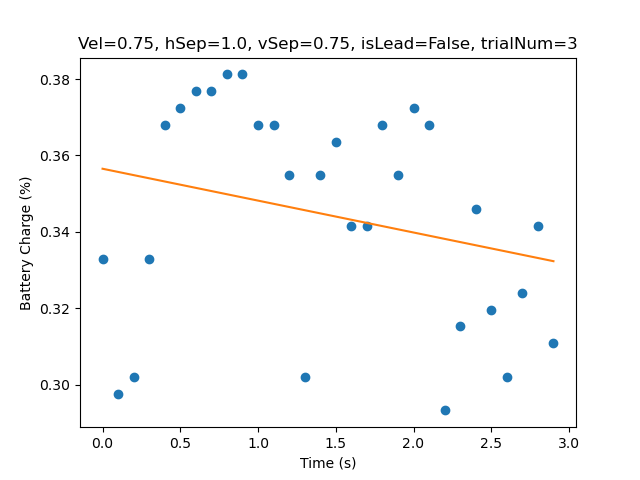 Vel=0.75, hSep=1.0, vSep=0.75, isLead=False, trialNum=3
Battery Charge (%)
0.38
0.36
0.34
0.32
0.30
0.0 0.5 1.0 1.5 2.0 2.5 3.0
Time (s)